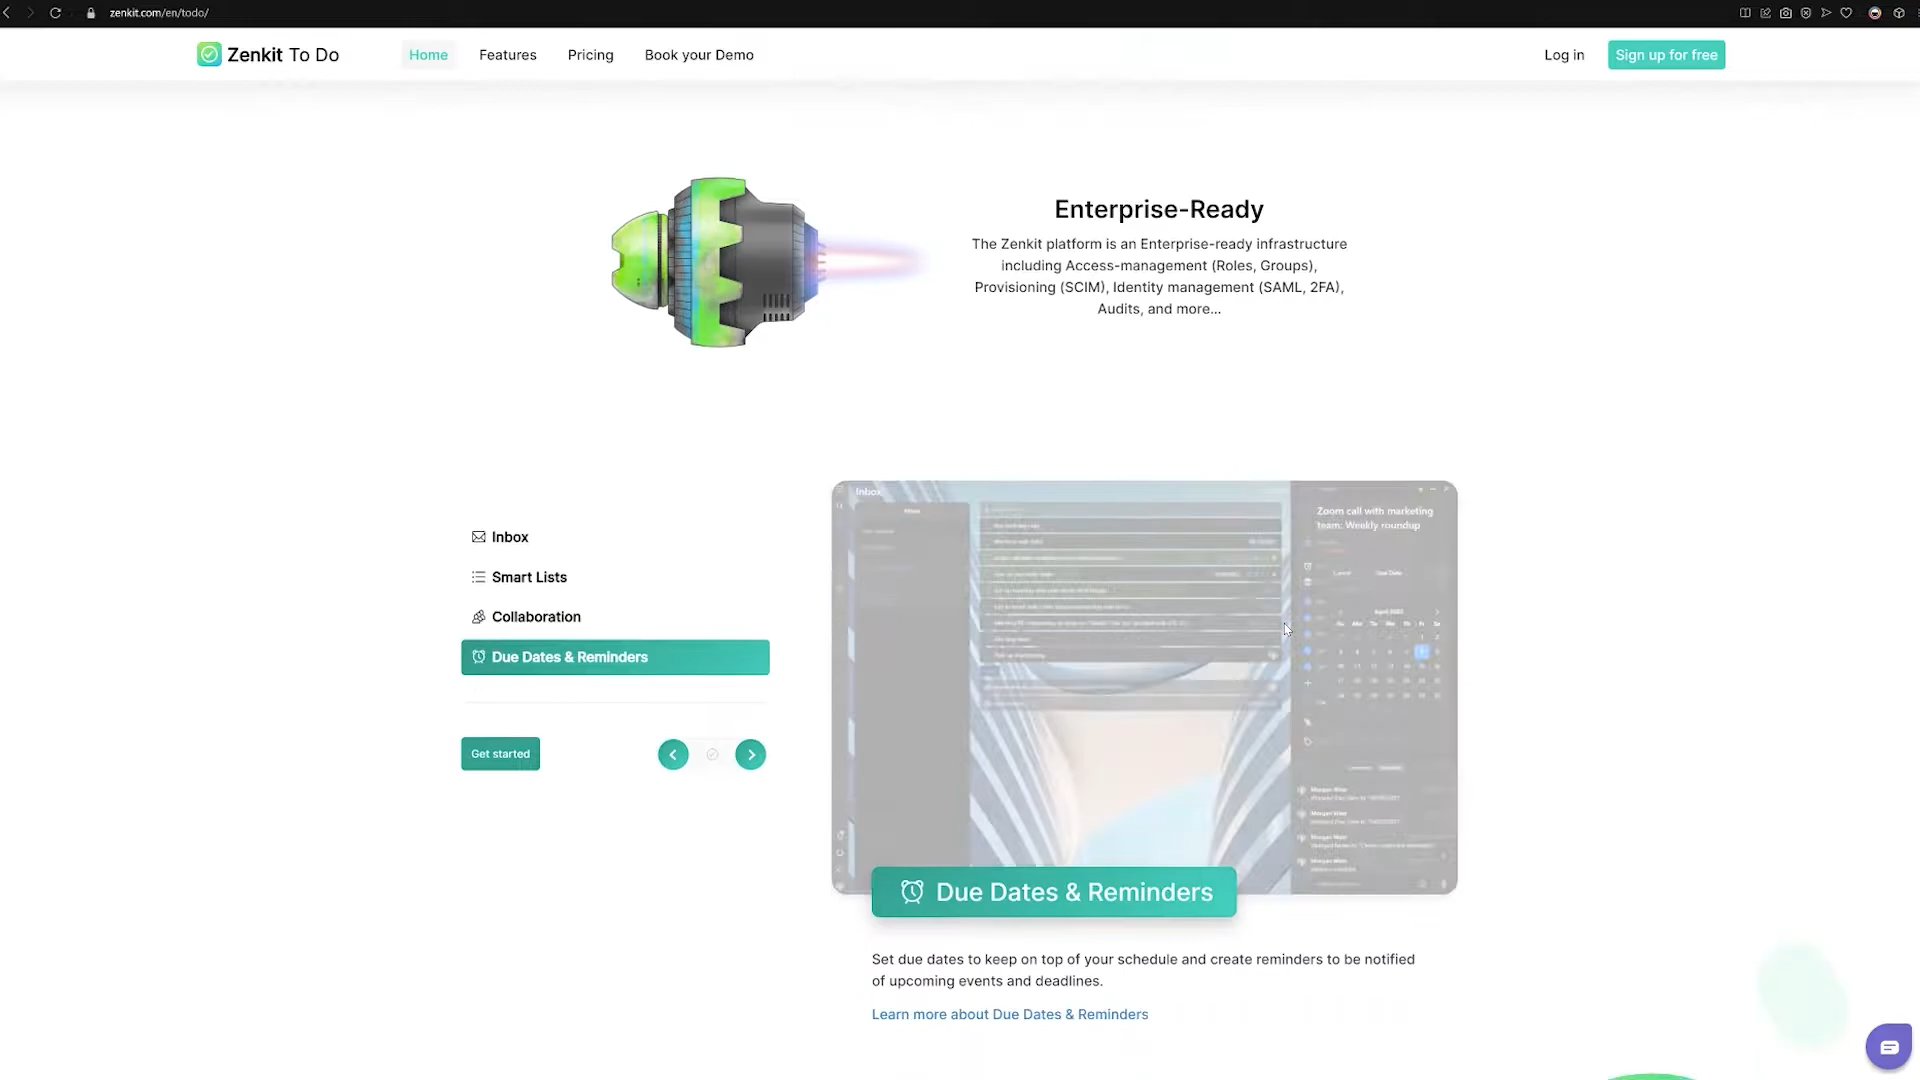 zenkit.com/en/todo/
Zenkit To Do
Home
Features
Pricing
Book your Demo
Log in
Sign up for free
Enterprise-Ready
The Zenkit platform is an Enterprise-ready infrastructure
including Access-management (Roles, Groups),
Provisioning (SCIM), Identity management (SAML, 2FA),
Audits, and more...
Inbox
Smart Lists
Collaboration
Due Dates & Reminders
Get started
Inbox
Zoom call with marketing
team: Weekly roundup
Due Dates & Reminders
Set due dates to keep on top of your schedule and create reminders to be notified
of upcoming events and deadlines.
Learn more about Due Dates & Reminders